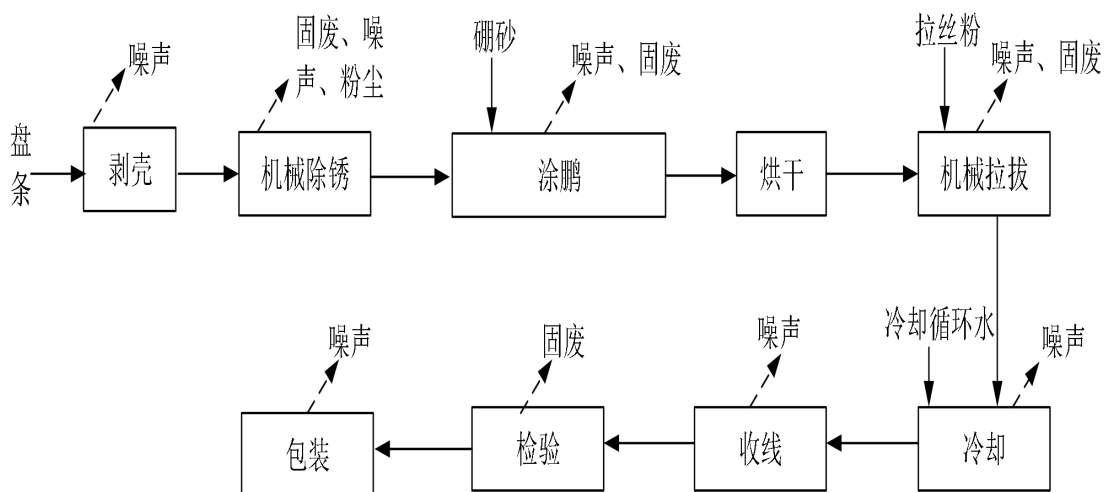 噪声
固废、噪
声、粉尘
硼砂
噪声、固废
拉丝粉
噪声、固废
盘
条
剥壳
机械除锈
涂鹏
烘干
机械拉拔
噪声
固废
噪声
冷却循环水
噪声
包装
检验
收线
冷却